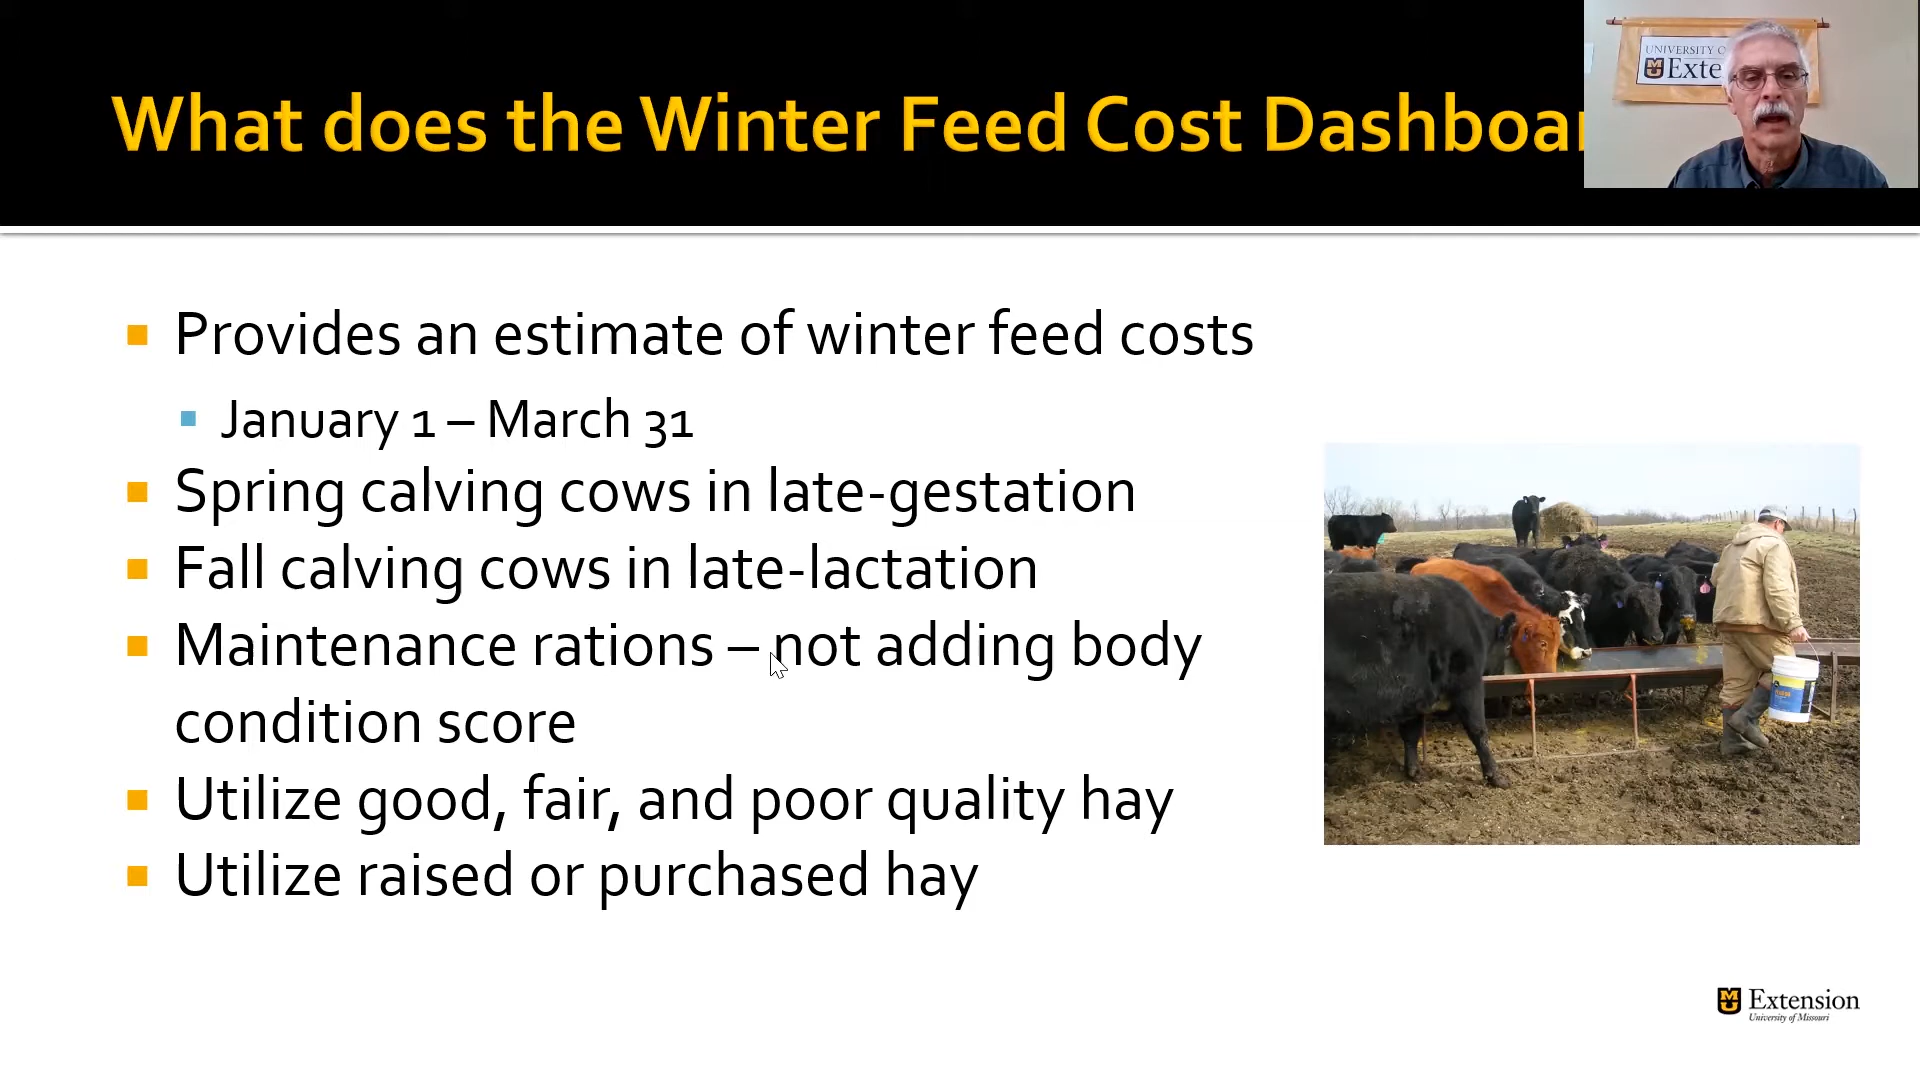 What does the Winter Feed Cost Dashboar
UNIVERSITY O
Exte
Provides an estimate of winter feed costs
January 1 – March 31
Spring calving cows in late-gestation
Fall calving cows in late-lactation
Maintenance rations – not adding body
condition score
Utilize good, fair, and poor quality hay
Utilize raised or purchased hay
Extension
University of Missouri